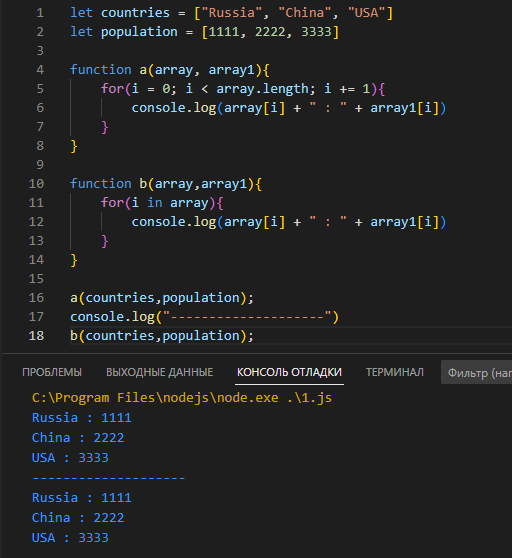 1 let countries = ["Russia", "China", "USA"]
2 let population = [1111, 2222, 3333]
3
4 function a(array, array1){
5     for(i = 0; i < array.length; i += 1){
6         console.log(array[i] + " : " + array1[i])
7     }
8 }
9
10 function b(array,array1){
11     for(i in array){
12         console.log(array[i] + " : " + array1[i])
13     }
14 }
15
16 a(countries,population);
17 console.log("--------------------")
18 b(countries,population);
ПРОБЛЕМЫ ВЫХОДНЫЕ ДАННЫЕ КОНСОЛЬ ОТЛАДКИ ТЕРМИНАЛ Фильтр (наг
C:\Program Files\nodejs\node.exe .\1.js
Russia : 1111
China : 2222
USA : 3333
--------------------
Russia : 1111
China : 2222
USA : 3333